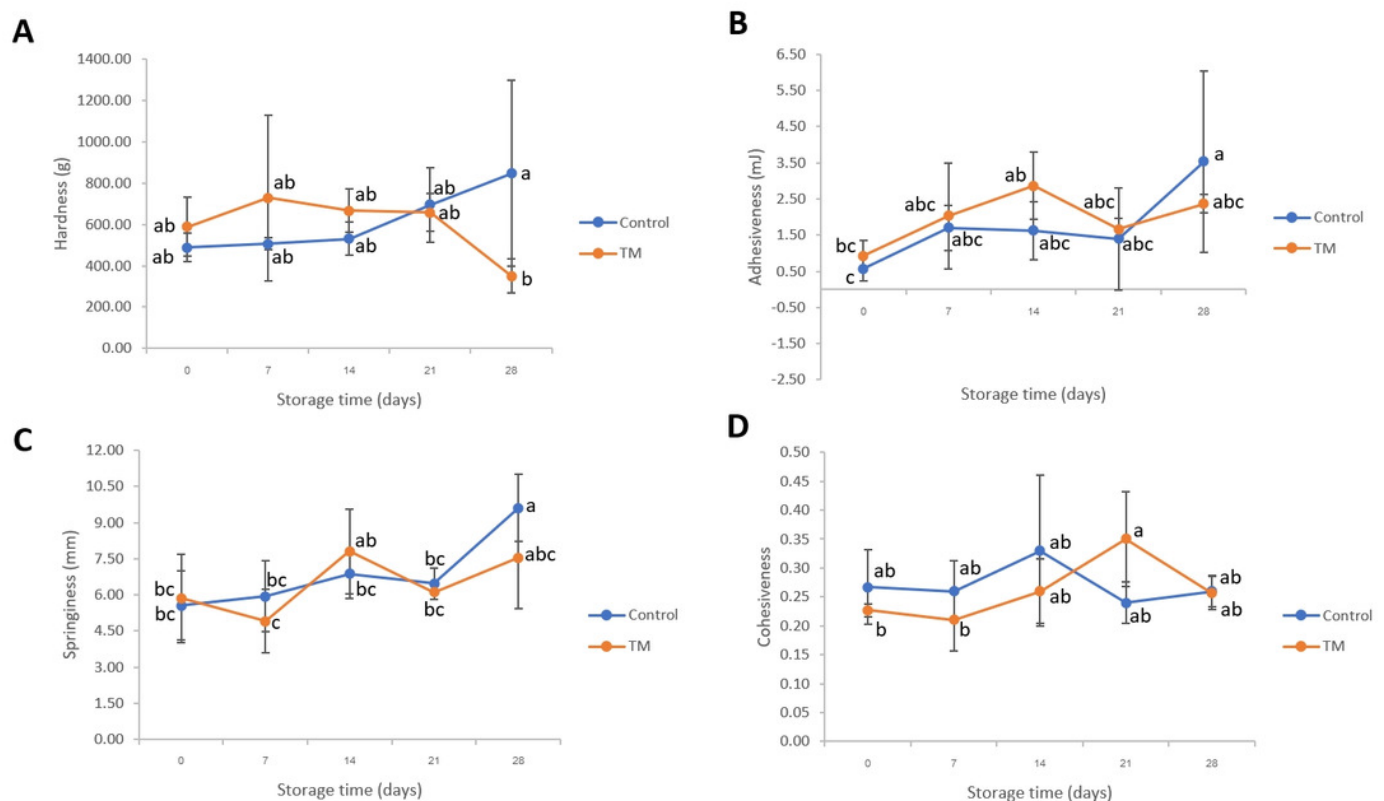 A
1400.00
1200.00
1000.00
800.00
600.00
400.00
200.00
0.00
Hardness (g)
ab
ab
ab
ab
ab
ab
ab
ab
a
b
0 7 14 21 28
Storage time (days)
Control
TM
B
6.50
5.50
4.50
3.50
2.50
1.50
0.50
-0.50
-1.50
-2.50
Adhesiveness (mJ)
bc
c
abc
abc
ab
abc
abc
abc
a
abc
0 7 14 21 28
Storage time (days)
Control
TM
C
12.00
10.50
9.00
7.50
6.00
4.50
3.00
1.50
0.00
Springiness (mm)
bc
bc
bc
c
ab
bc
bc
bc
a
abc
0 7 14 21 28
Storage time (days)
Control
TM
D
0.50
0.45
0.40
0.35
0.30
0.25
0.20
0.15
0.10
0.05
0.00
Cohesiveness
ab
b
ab
b
ab
ab
a
ab
ab
ab
0 7 14 21 28
Storage time (days)
Control
TM